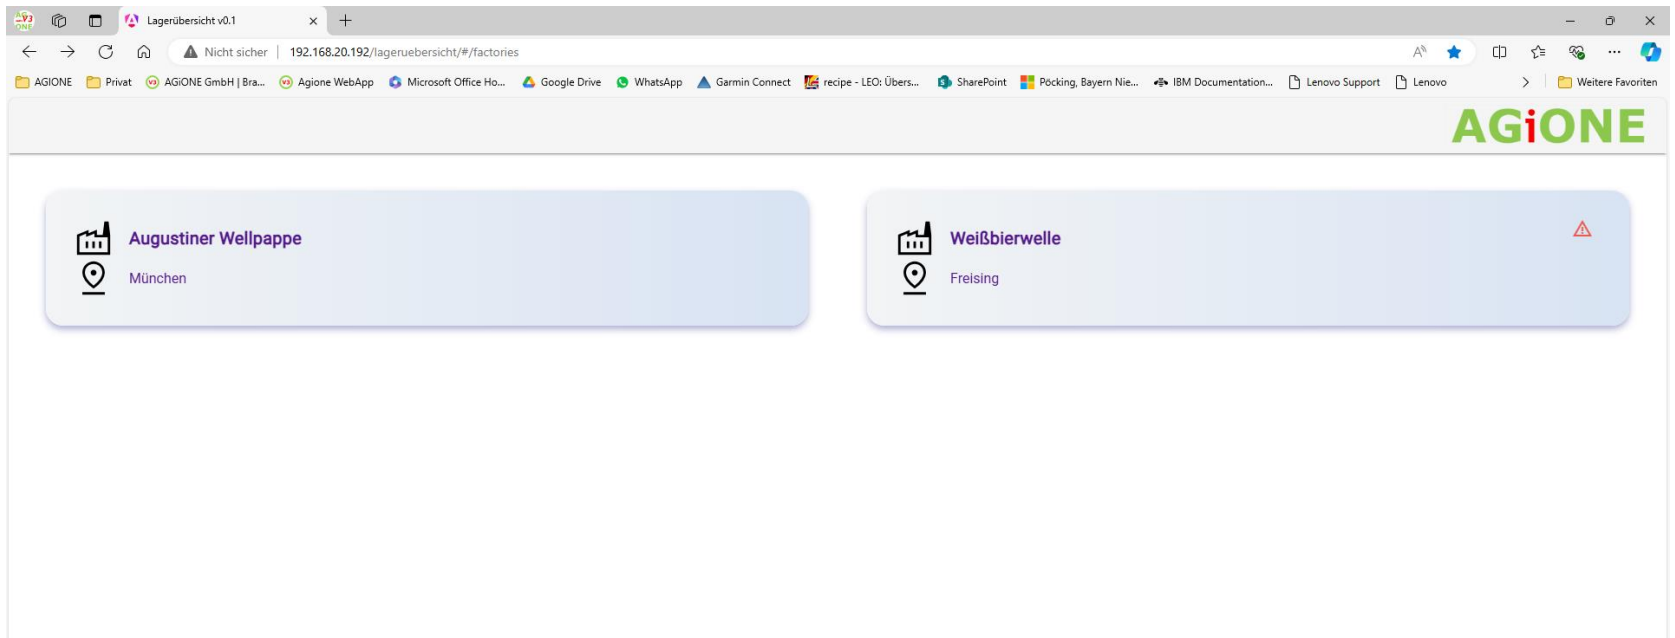 Lagerübersicht v0.1
Nicht sicher | 192.168.20.192/lageruebersicht/#/factories
AGIONE Privat AGiONE GmbH | Bra... Agione WebApp Microsoft Office Ho... Google Drive WhatsApp Garmin Connect recipe - LEO: Übers... SharePoint Pöcking, Bayern Nie... IBM Documentation... Lenovo Support Lenovo Weitere Favoriten
AGiONE
Augustiner Wellpappe
München
Weißbierwelle
Freising